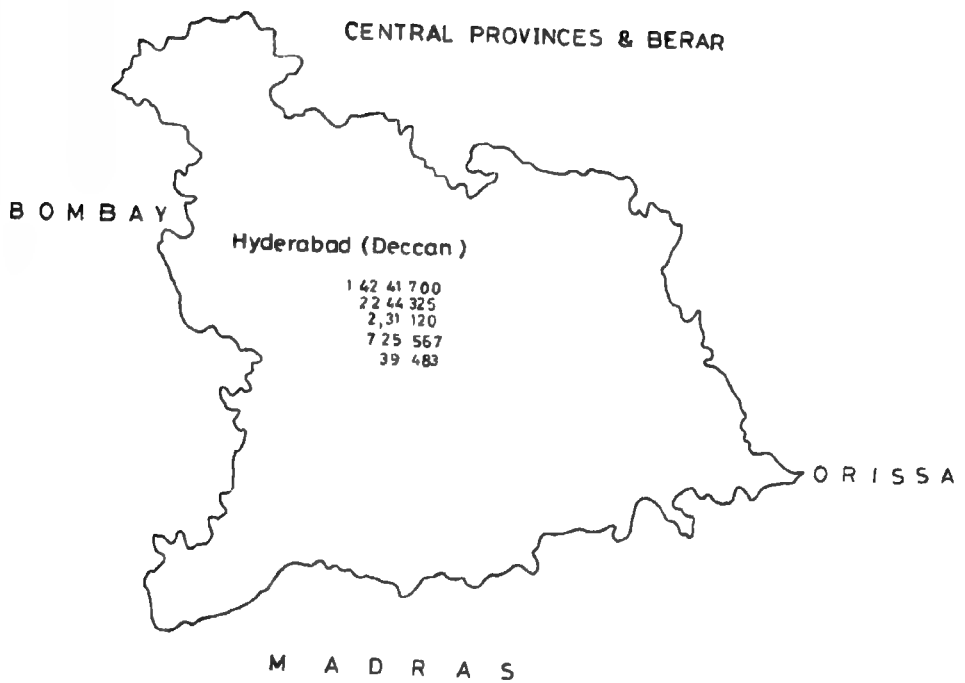 CENTRAL PROVINCES & BERAR
BOMBAY
Hyderabad (Deccan)
1 42 41 700
22 44 325
2,31 120
7 25 567
39 483
ORISSA
MADRAS